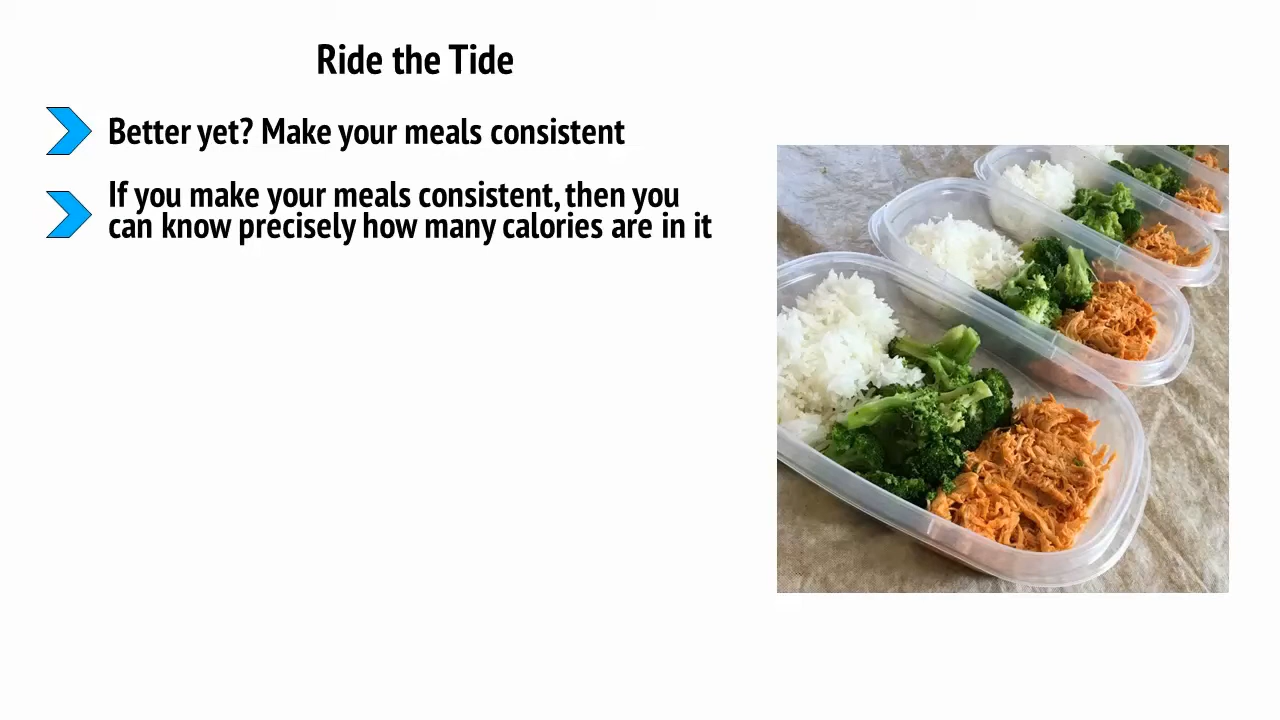 Ride the Tide
Better yet? Make your meals consistent
If you make your meals consistent, then you
can know precisely how many calories are in it